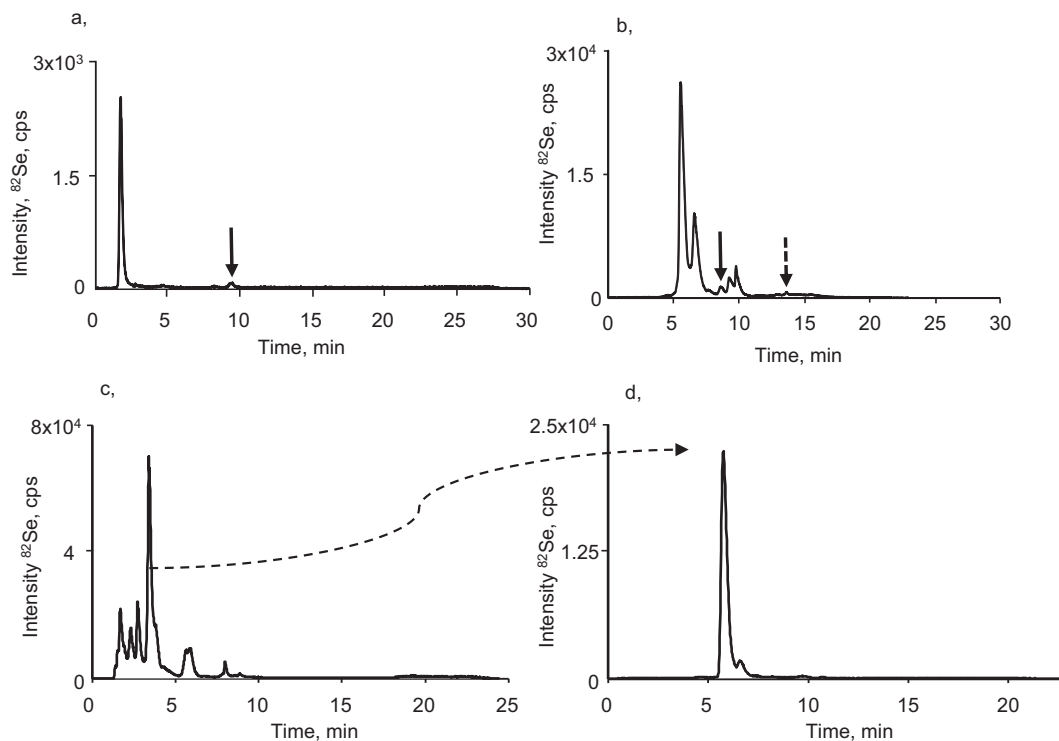 a,
3x10³
1.5
0
Intensity, ⁸²Se, cps
0 5 10 15 20 25 30
Time, min
b,
3x10⁴
1.5
0
Intensity ⁸²Se, cps
0 5 10 15 20 25 30
Time, min
c,
8x10⁴
4
0
Intensity ⁸²Se, cps
0 5 10 15 20 25
Time, min
d,
2.5x10⁴
1.25
0
Intensity ⁸²Se, cps
0 5 10 15 20
Time, min